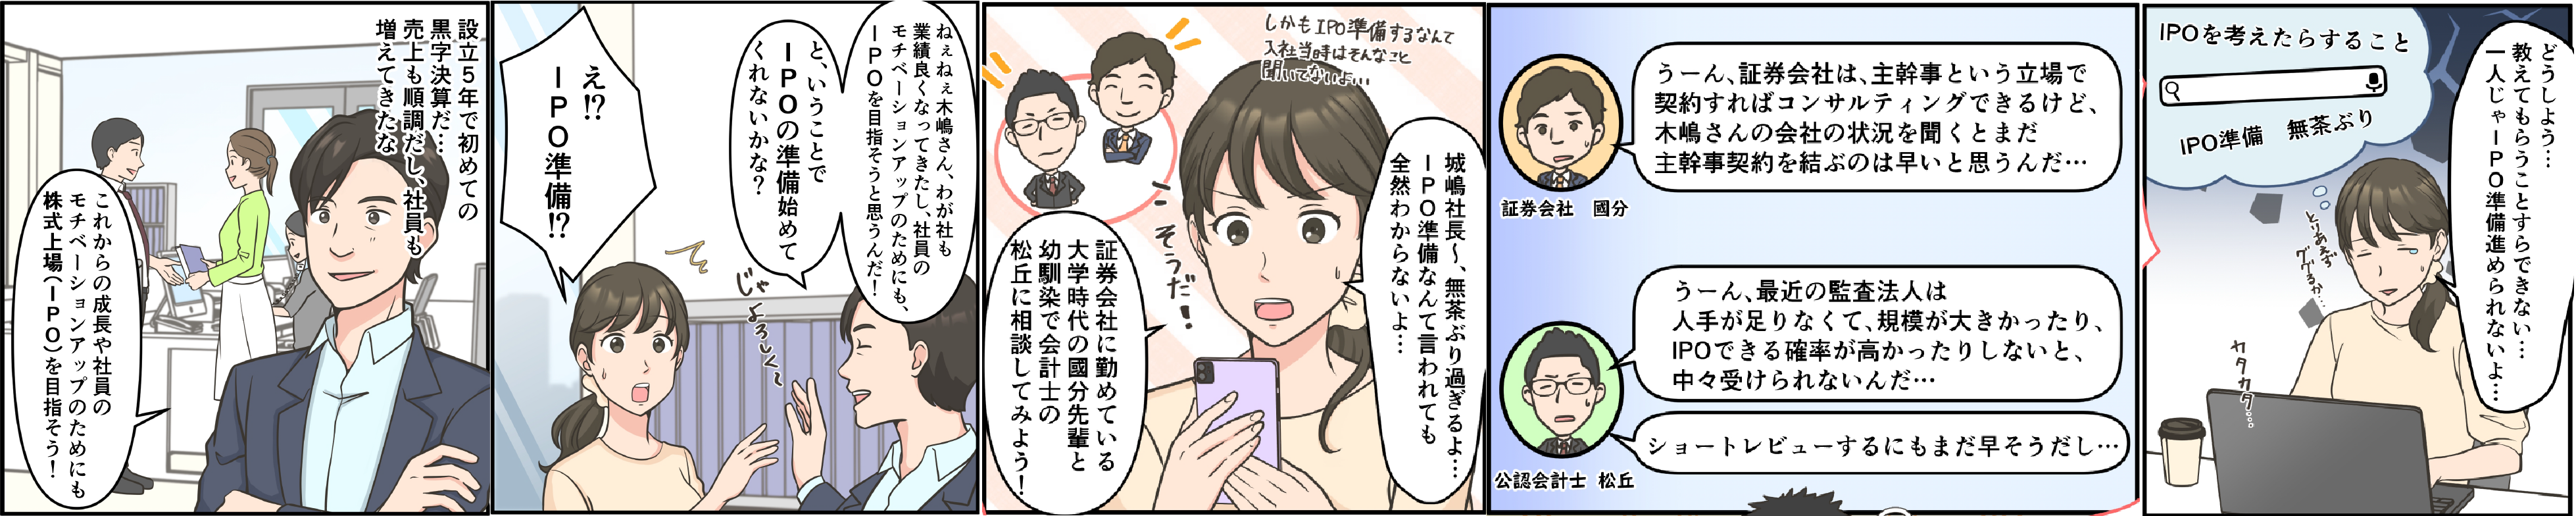 設立５年で初めての
黒字決算だ…
売上も順調だし、社員も
増えてきたな
これからの成長や社員の
モチベーションアップのためにも
株式上場（ＩＰＯ）を目指そう！
ねぇねぇ木嶋さん、わが社も
業績良くなってきたし、社員の
モチベーションアップのためにも、
ＩＰＯを目指そうと思うんだ！
と、いうことで
ＩＰＯの準備始めて
くれないかな？
え!?
ＩＰＯ準備!?
じゃ
よろしく～
しかもIPO準備するなんて
入社当時はそんなこと
聞いてないよ…
城嶋社長～、無茶ぶり過ぎるよ…
ＩＰＯ準備なんて言われても
全然わからないよ…
そうだ！
証券会社に勤めている
大学時代の國分先輩と
幼馴染で会計士の
松丘に相談してみよう！
うーん、証券会社は、主幹事という立場で
契約すればコンサルティングできるけど、
木嶋さんの会社の状況を聞くとまだ
主幹事契約を結ぶのは早いと思うんだ…
証券会社　國分
うーん、最近の監査法人は
人手が足りなくて、規模が大きかったり、
IPOできる確率が高かったりしないと、
中々受けられないんだ…
ショートレビューするにもまだ早そうだし…
公認会計士 松丘
どうしよう…
教えてもらうことすらできない…
一人じゃＩＰＯ準備進められないよ…
IPOを考えたらすること
IPO準備　無茶ぶり
とりあえず
ググるか…
カタカタ…